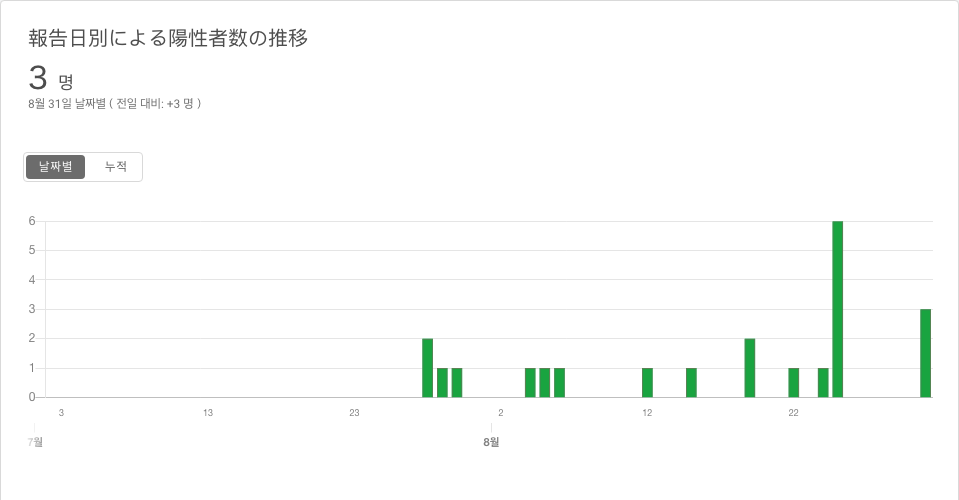 報告日別による陽性者数の推移
3 명
8월 31일 날짜별 ( 전일 대비: +3 명 )
날짜별 누적
6
5
4
3
2
1
0
3 13 23 2 12 22
7월 8월